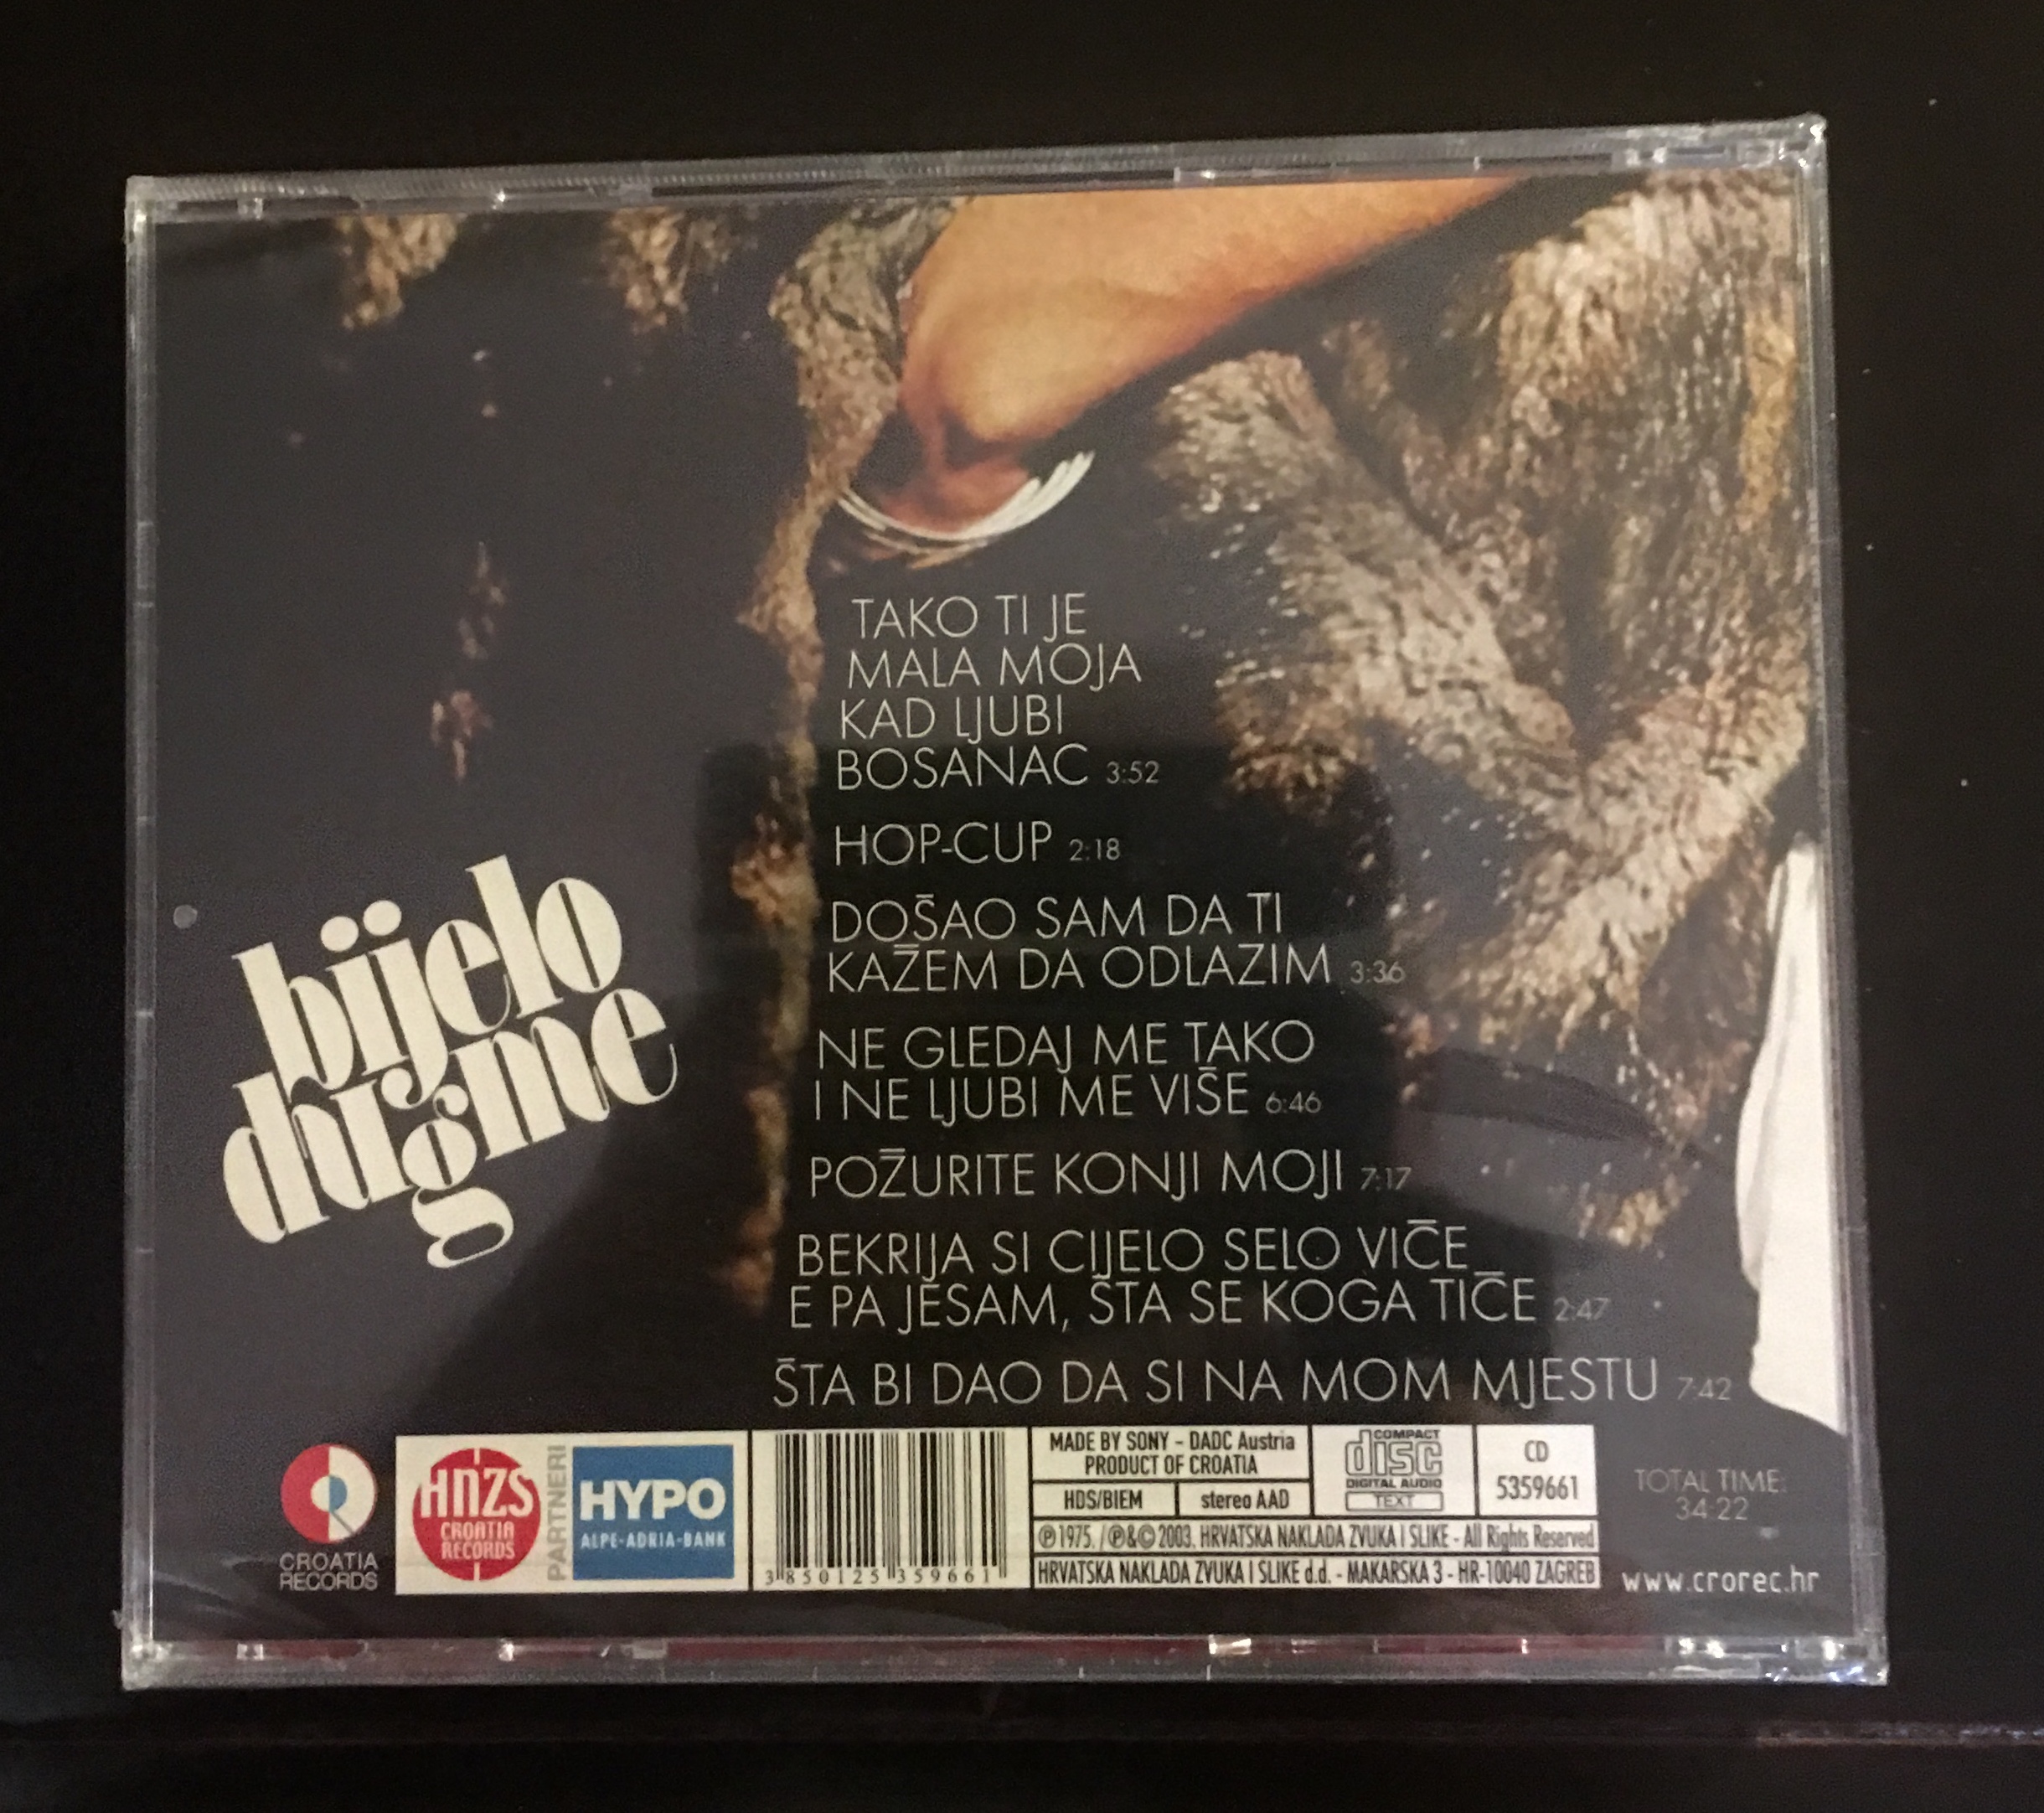 TAKO TI JE
MALA MOJA
KAD LJUBI
BOSANAC 3:52
HOP-CUP 2:18
DOŠAO SAM DA TI
KAŽEM DA ODLAZIM 3:36
NE GLEDAJ ME TAKO
I NE LJUBI ME VIŠE 6:46
POŽURITE KONJI MOJI 7:17
BEKRIJA SI CIJELO SELO VIČE
E PA JESAM, ŠTA SE KOGA TIČE 2:47
ŠTA BI DAO DA SI NA MOM MJESTU 7:42
bijelo
dugme
CROATIA
RECORDS
HNZS
CROATIA
RECORDS
PARTNERI
HYPO
ALPE-ADRIA-BANK
3 850125 359661
MADE BY SONY - DADC Austria
PRODUCT OF CROATIA
HDS/BIEM
stereo AAD
COMPACT
disc
DIGITAL AUDIO
TEXT
CD
5359661
℗ 1975. / ℗ & © 2003. HRVATSKA NAKLADA ZVUKA I SLIKE - All Rights Reserved
HRVATSKA NAKLADA ZVUKA I SLIKE d.d. - MAKARSKA 3 - HR-10040 ZAGREB
TOTAL TIME:
34:22
www.crorec.hr